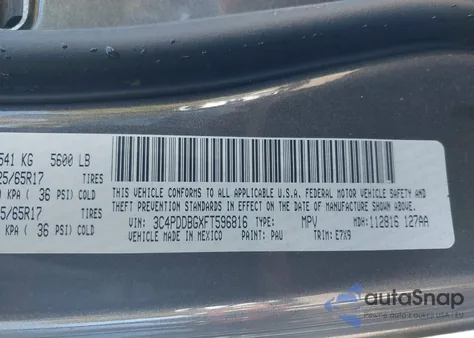 541 KG 5600 LB
25/65R17 TIRES
KPA ( 36 PSI) COLD
5/65R17 TIRES
KPA ( 36 PSI) COLD
THIS VEHICLE CONFORMS TO ALL APPLICABLE U.S.A. FEDERAL MOTOR VEHICLE SAFETY AND
THEFT PREVENTION STANDARDS IN EFFECT ON THE DATE OF MANUFACTURE SHOWN ABOVE.
VIN: 3C4PDDBGXFT596816 TYPE: MPV MDH: 112816 127AA
VEHICLE MADE IN MEXICO PAINT: PAU TRIM: E7X9
autaSnap